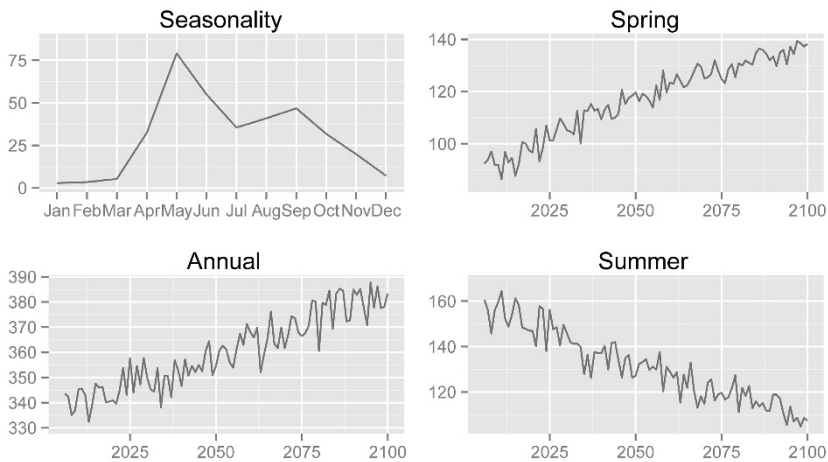 Seasonality
75
50
25
0
Jan Feb Mar Apr May Jun Jul Aug Sep Oct Nov Dec
Spring
140
120
100
2025 2050 2075 2100
Annual
390
380
370
360
350
340
330
2025 2050 2075 2100
Summer
160
140
120
2025 2050 2075 2100